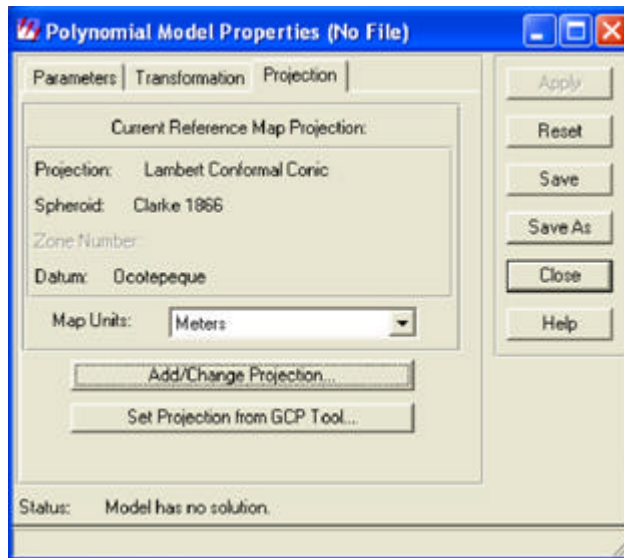 Polynomial Model Properties (No File)
Parameters Transformation Projection
Apply
Current Reference Map Projection:
Reset
Projection: Lambert Conformal Conic
Save
Spheroid: Clarke 1866
Zone Number:
Save As
Datum: Ocotepeque
Close
Map Units: Meters
Help
Add/Change Projection...
Set Projection from GCP Tool...
Status: Model has no solution.